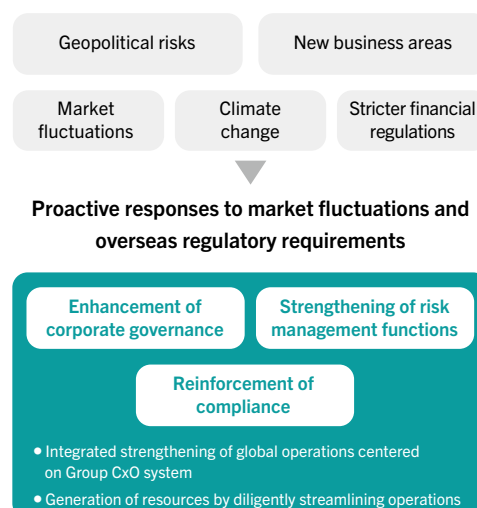 Geopolitical risks
New business areas
Market
fluctuations
Climate
change
Stricter financial
regulations
Proactive responses to market fluctuations and
overseas regulatory requirements
Enhancement of
corporate governance
Strengthening of risk
management functions
Reinforcement of
compliance
• Integrated strengthening of global operations centered
on Group CxO system
• Generation of resources by diligently streamlining operations